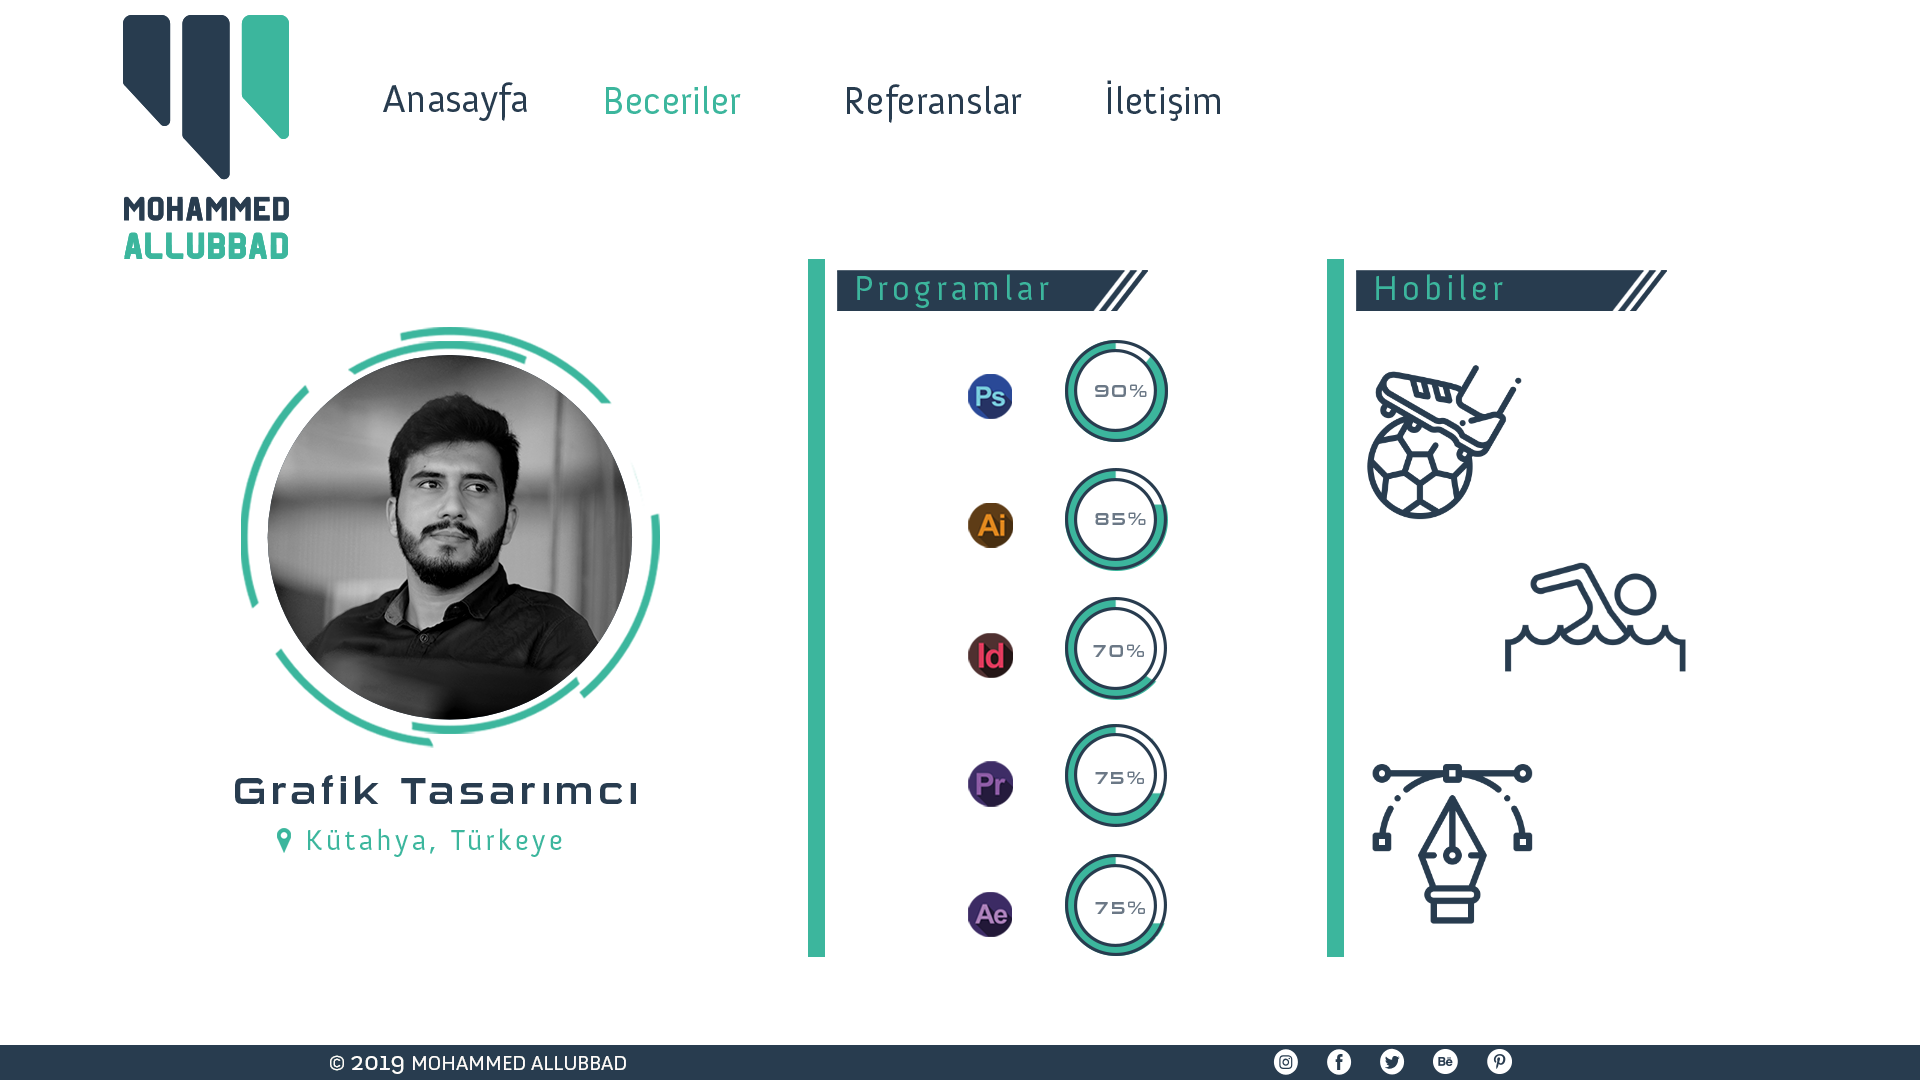 MOHAMMED
ALLUBBAD
Anasayfa
Beceriler
Referanslar
İletişim
Grafik Tasarımcı
Kütahya, Türkeye
Programlar
Ps 90%
Ai 85%
Id 70%
Pr 75%
Ae 75%
Hobiler
© 2019 MOHAMMED ALLUBBAD
Bē